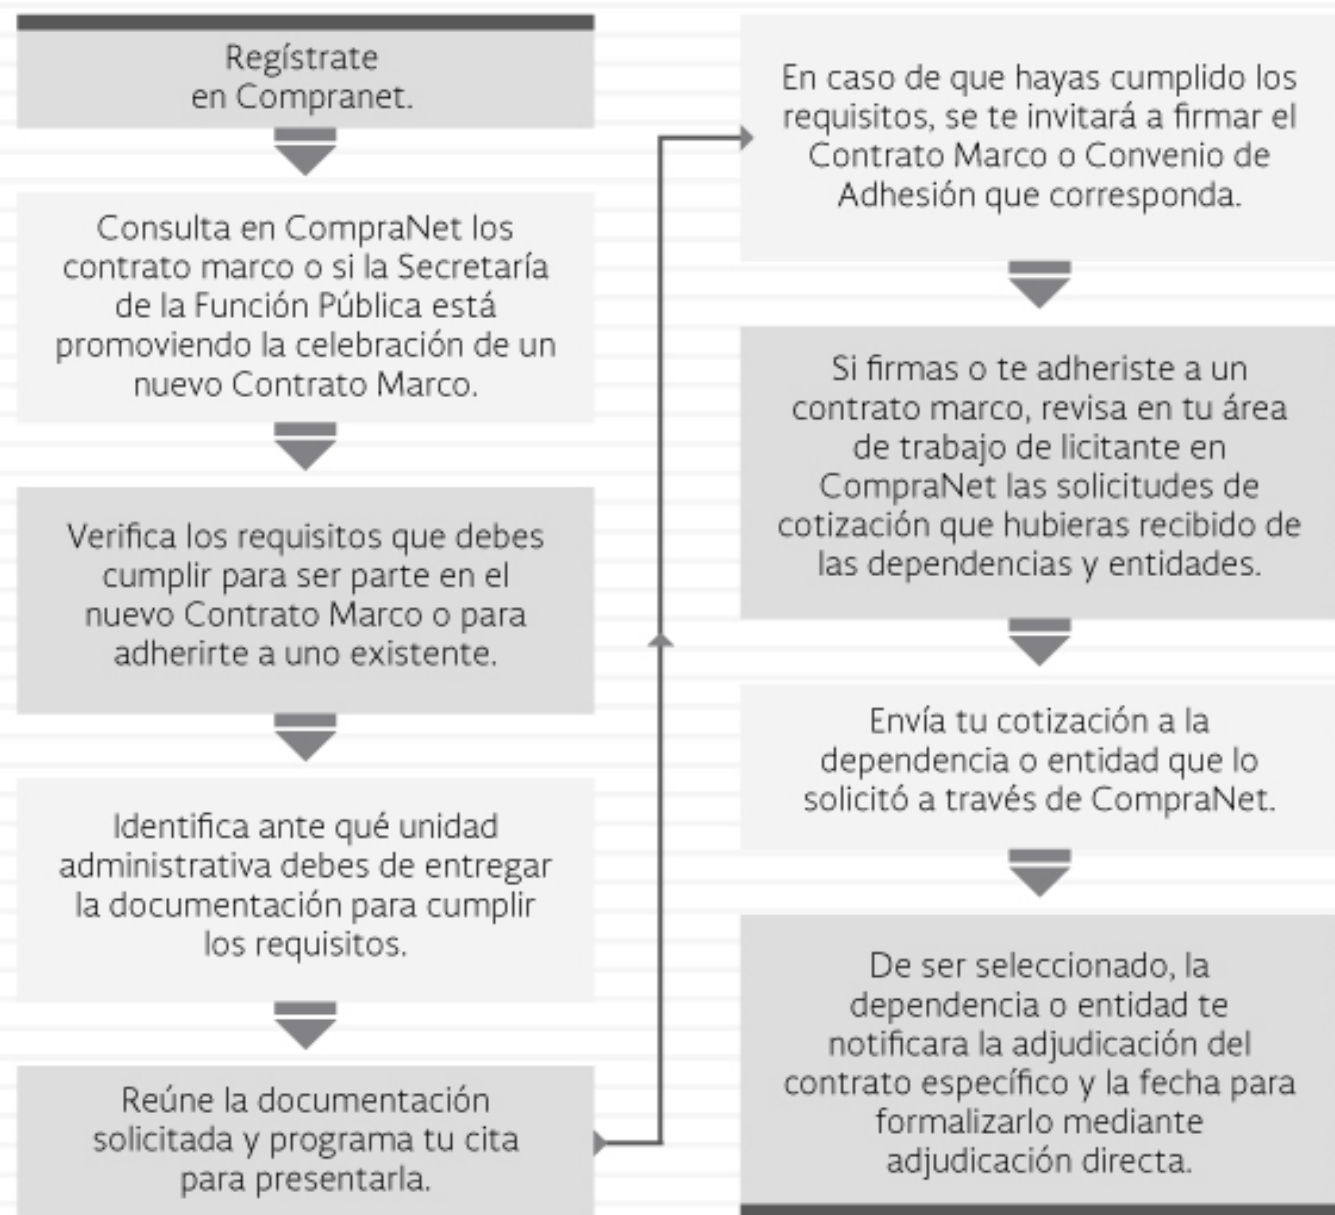 Regístrate
en Compranet.
Consulta en CompraNet los
contrato marco o si la Secretaría
de la Función Pública está
promoviendo la celebración de un
nuevo Contrato Marco.
Verifica los requisitos que debes
cumplir para ser parte en el
nuevo Contrato Marco o para
adherirte a uno existente.
Identifica ante qué unidad
administrativa debes de entregar
la documentación para cumplir
los requisitos.
Reúne la documentación
solicitada y programa tu cita
para presentarla.
En caso de que hayas cumplido los
requisitos, se te invitará a firmar el
Contrato Marco o Convenio de
Adhesión que corresponda.
Si firmas o te adheriste a un
contrato marco, revisa en tu área
de trabajo de licitante en
CompraNet las solicitudes de
cotización que hubieras recibido de
las dependencias y entidades.
Envía tu cotización a la
dependencia o entidad que lo
solicitó a través de CompraNet.
De ser seleccionado, la
dependencia o entidad te
notificara la adjudicación del
contrato específico y la fecha para
formalizarlo mediante
adjudicación directa.